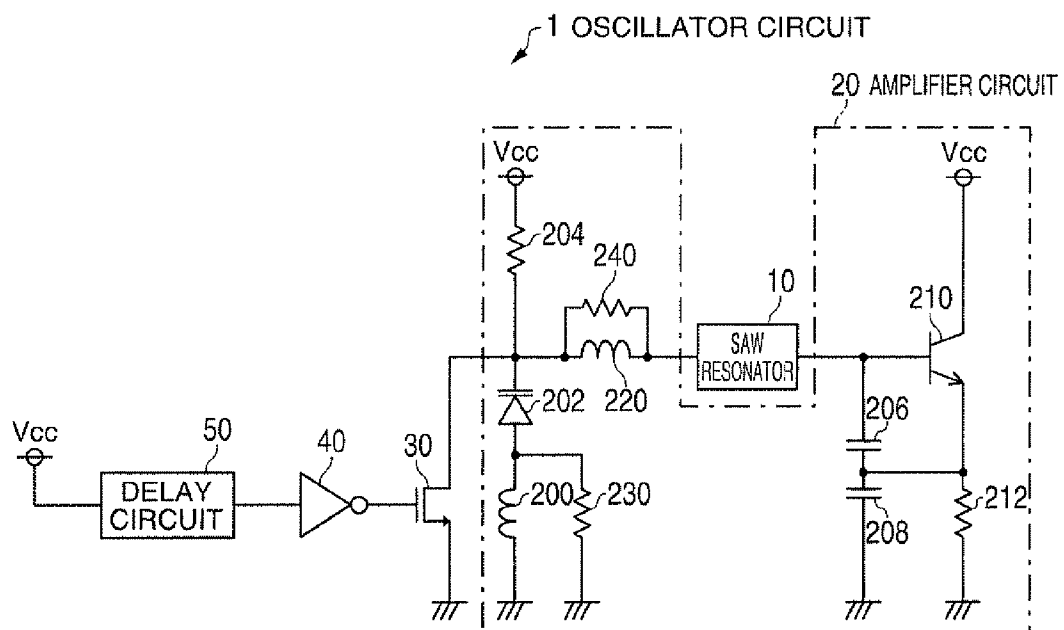 1 OSCILLATOR CIRCUIT
20 AMPLIFIER CIRCUIT
Vcc
Vcc
204
240
10
210
SAW
RESONATOR
202
220
206
Vcc
50
40
30
DELAY
CIRCUIT
200
230
208
212